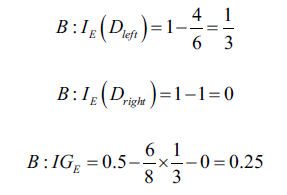 B : I_E(D_left) = 1 − 4/6 = 1/3
B : I_E(D_right) = 1 − 1 = 0
B : IG_E = 0.5 − 6/8 × 1/3 − 0 = 0.25